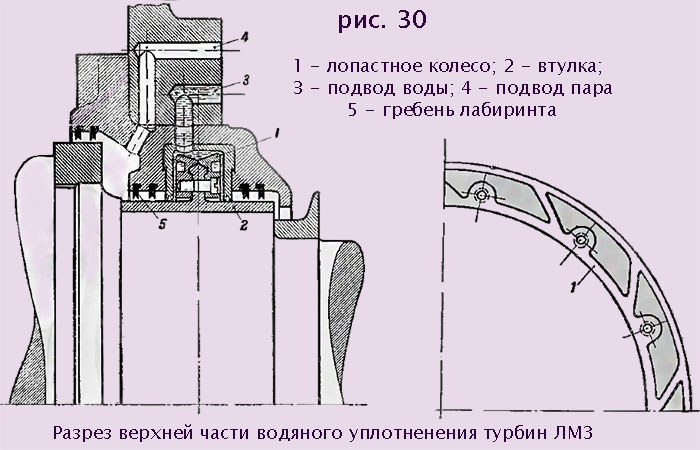 рис. 30
1 – лопастное колесо; 2 – втулка;
3 – подвод воды; 4 – подвод пара
5 – гребень лабиринта
4
3
1
5
2
1
Разрез верхней части водяного уплотненения турбин ЛМЗ